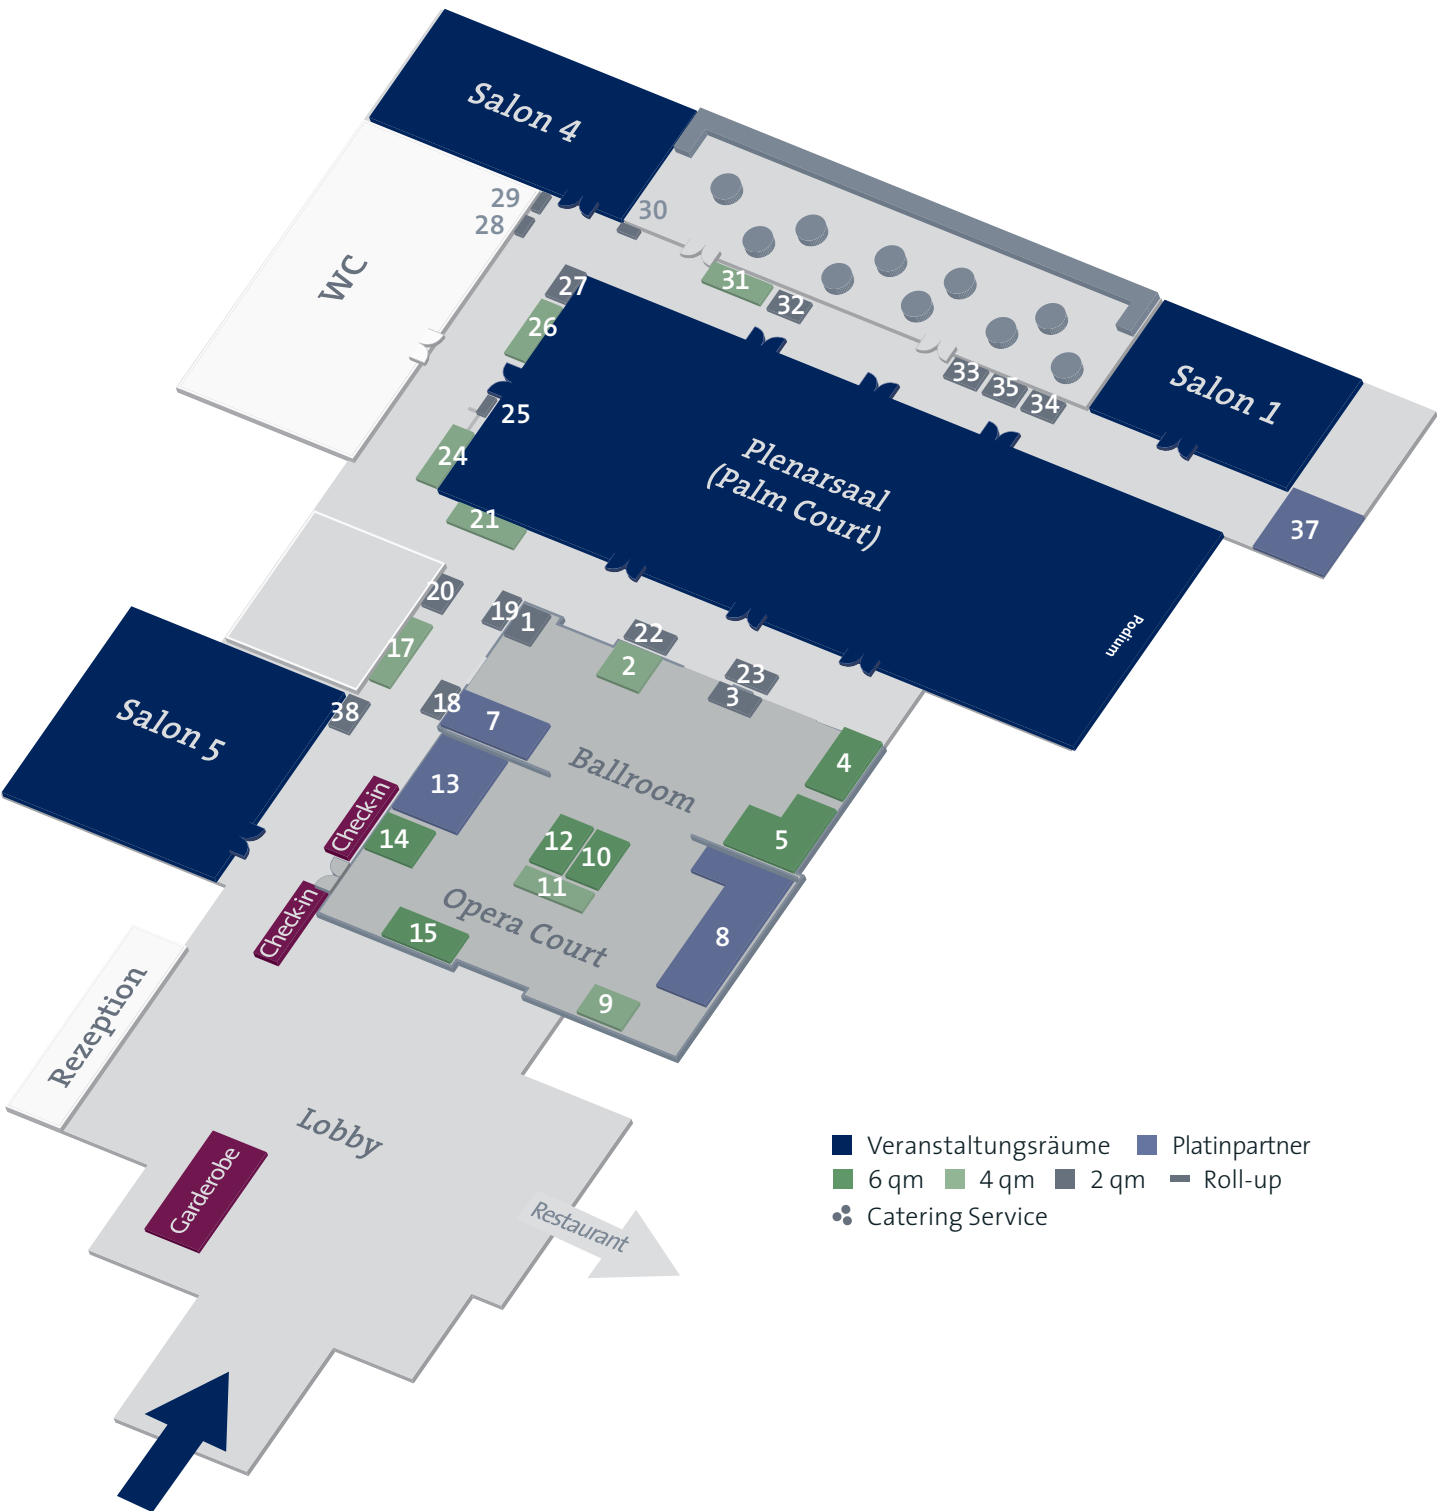 Salon 4
29
28
30
WC
27
26
31
32
25
33
35
34
Salon 1
24
Plenarsaal
(Palm Court)
21
37
20
19
1
22
2
17
23
3
Podium
38
18
7
Salon 5
Ballroom
4
13
Check-in
14
12
10
5
11
Check-in
Opera Court
15
8
9
Rezeption
Lobby
Garderobe
Restaurant
Veranstaltungsräume
Platinpartner
6 qm
4 qm
2 qm
Roll-up
Catering Service